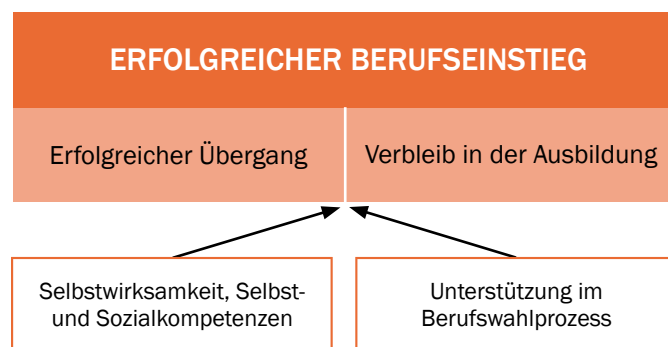 ERFOLGREICHER BERUFSEINSTIEG
Erfolgreicher Übergang
Verbleib in der Ausbildung
Selbstwirksamkeit, Selbst-
und Sozialkompetenzen
Unterstützung im
Berufswahlprozess